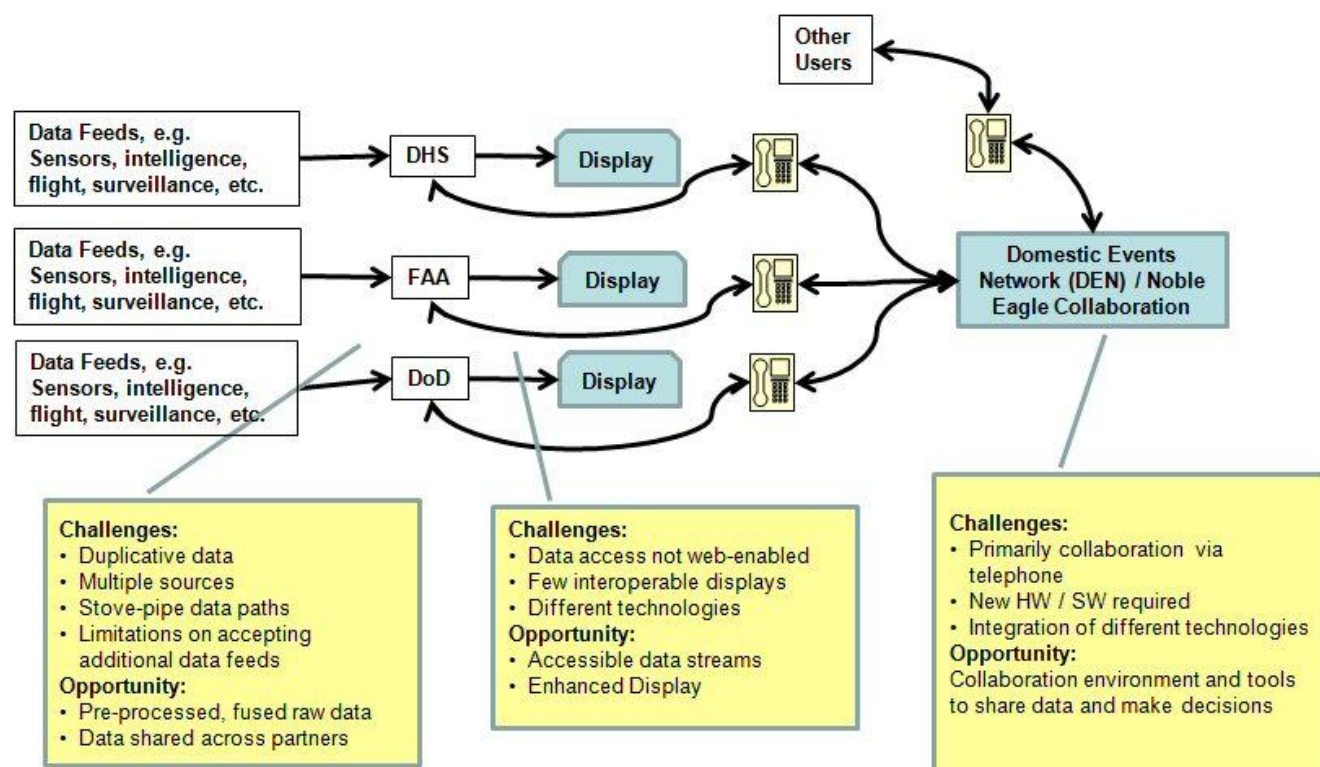 Other
Users
Data Feeds, e.g.
Sensors, intelligence,
flight, surveillance, etc.
DHS
Display
Data Feeds, e.g.
Sensors, intelligence,
flight, surveillance, etc.
FAA
Display
Domestic Events
Network (DEN) / Noble
Eagle Collaboration
Data Feeds, e.g.
Sensors, intelligence,
flight, surveillance, etc.
DoD
Display
Challenges:
• Duplicative data
• Multiple sources
• Stove-pipe data paths
• Limitations on accepting
additional data feeds
Opportunity:
• Pre-processed, fused raw data
• Data shared across partners
Challenges:
• Data access not web-enabled
• Few interoperable displays
• Different technologies
Opportunity:
• Accessible data streams
• Enhanced Display
Challenges:
• Primarily collaboration via
telephone
• New HW / SW required
• Integration of different technologies
Opportunity:
Collaboration environment and tools
to share data and make decisions